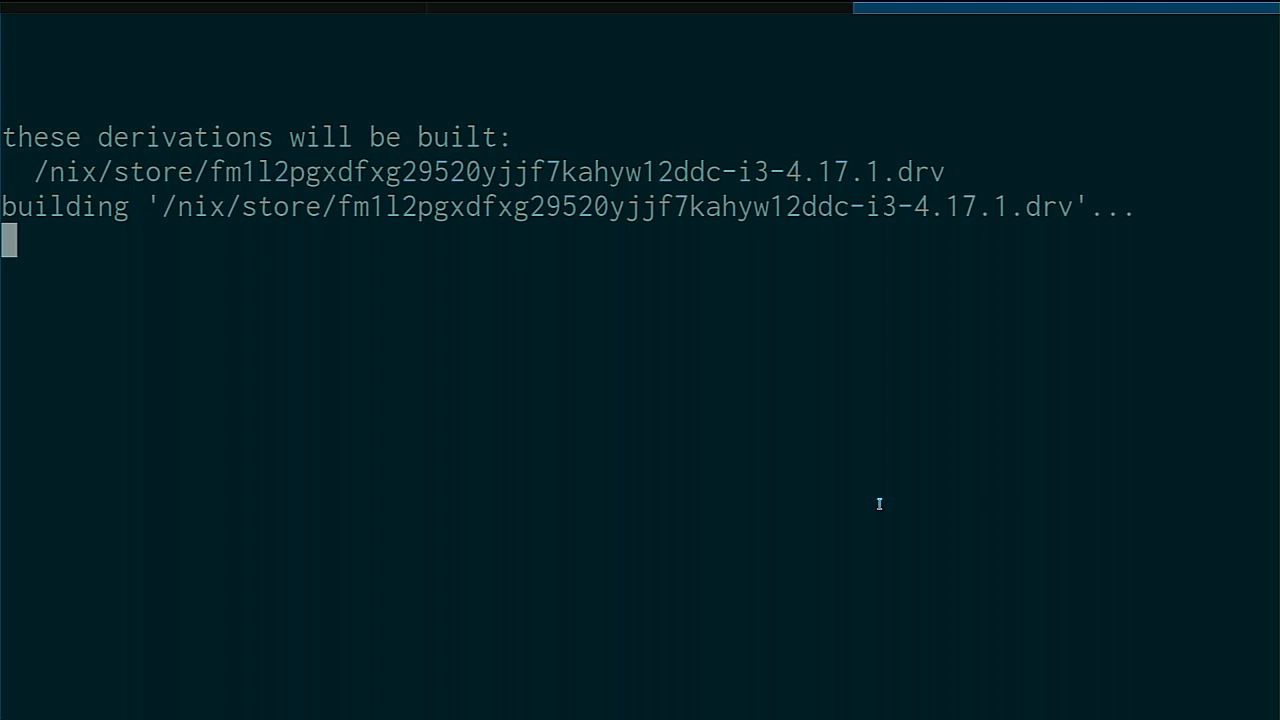 these derivations will be built:
/nix/store/fm1l2pgxdfxg29520yjjf7kahyw12ddc-i3-4.17.1.drv
building '/nix/store/fm1l2pgxdfxg29520yjjf7kahyw12ddc-i3-4.17.1.drv'...